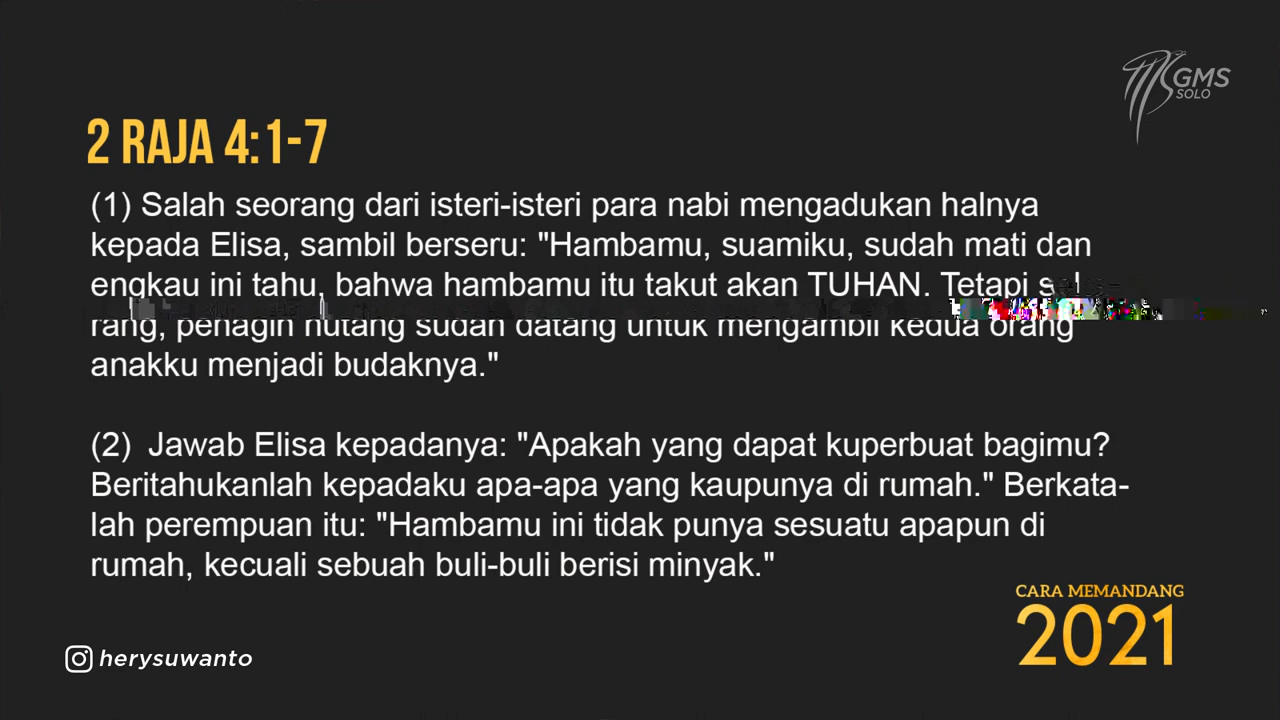 GMS
SOLO
2 RAJA 4:1-7
(1) Salah seorang dari isteri-isteri para nabi mengadukan halnya
kepada Elisa, sambil berseru: "Hambamu, suamiku, sudah mati dan
engkau ini tahu, bahwa hambamu itu takut akan TUHAN. Tetapi
rang, penagih hutang sudah datang untuk mengambil kedua orang
anakku menjadi budaknya."
(2) Jawab Elisa kepadanya: "Apakah yang dapat kuperbuat bagimu?
Beritahukanlah kepadaku apa-apa yang kaupunya di rumah." Berkata-
lah perempuan itu: "Hambamu ini tidak punya sesuatu apapun di
rumah, kecuali sebuah buli-buli berisi minyak."
CARA MEMANDANG
2021
herysuwanto